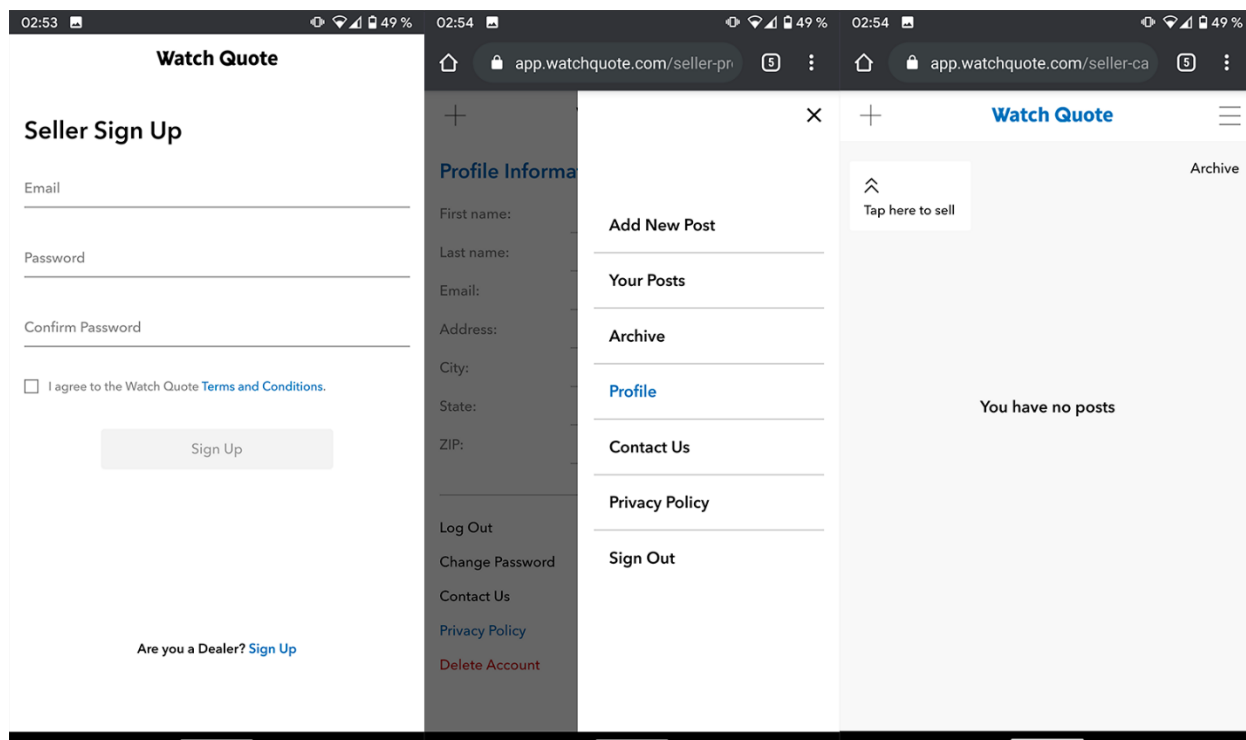 02:53
49 %
Watch Quote
Seller Sign Up
Email
Password
Confirm Password
I agree to the Watch Quote Terms and Conditions.
Sign Up
Are you a Dealer? Sign Up
02:54
49 %
app.watchquote.com/seller-pr
5
Profile Informa
First name:
Last name:
Email:
Address:
City:
State:
ZIP:
Log Out
Change Password
Contact Us
Privacy Policy
Delete Account
Add New Post
Your Posts
Archive
Profile
Contact Us
Privacy Policy
Sign Out
02:54
49 %
app.watchquote.com/seller-ca
5
Watch Quote
Archive
Tap here to sell
You have no posts